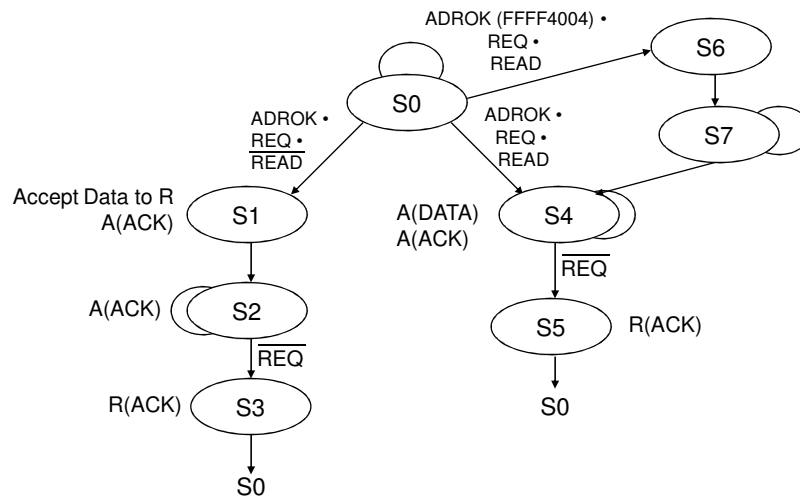 ADROK (FFFF4004) •
REQ •
READ
S6
S0
ADROK •
REQ •
READ
ADROK •
REQ •
READ
S7
Accept Data to R
A(ACK)
S1
A(DATA)
A(ACK)
S4
REQ
A(ACK)
S2
S5
R(ACK)
REQ
R(ACK)
S3
S0
S0